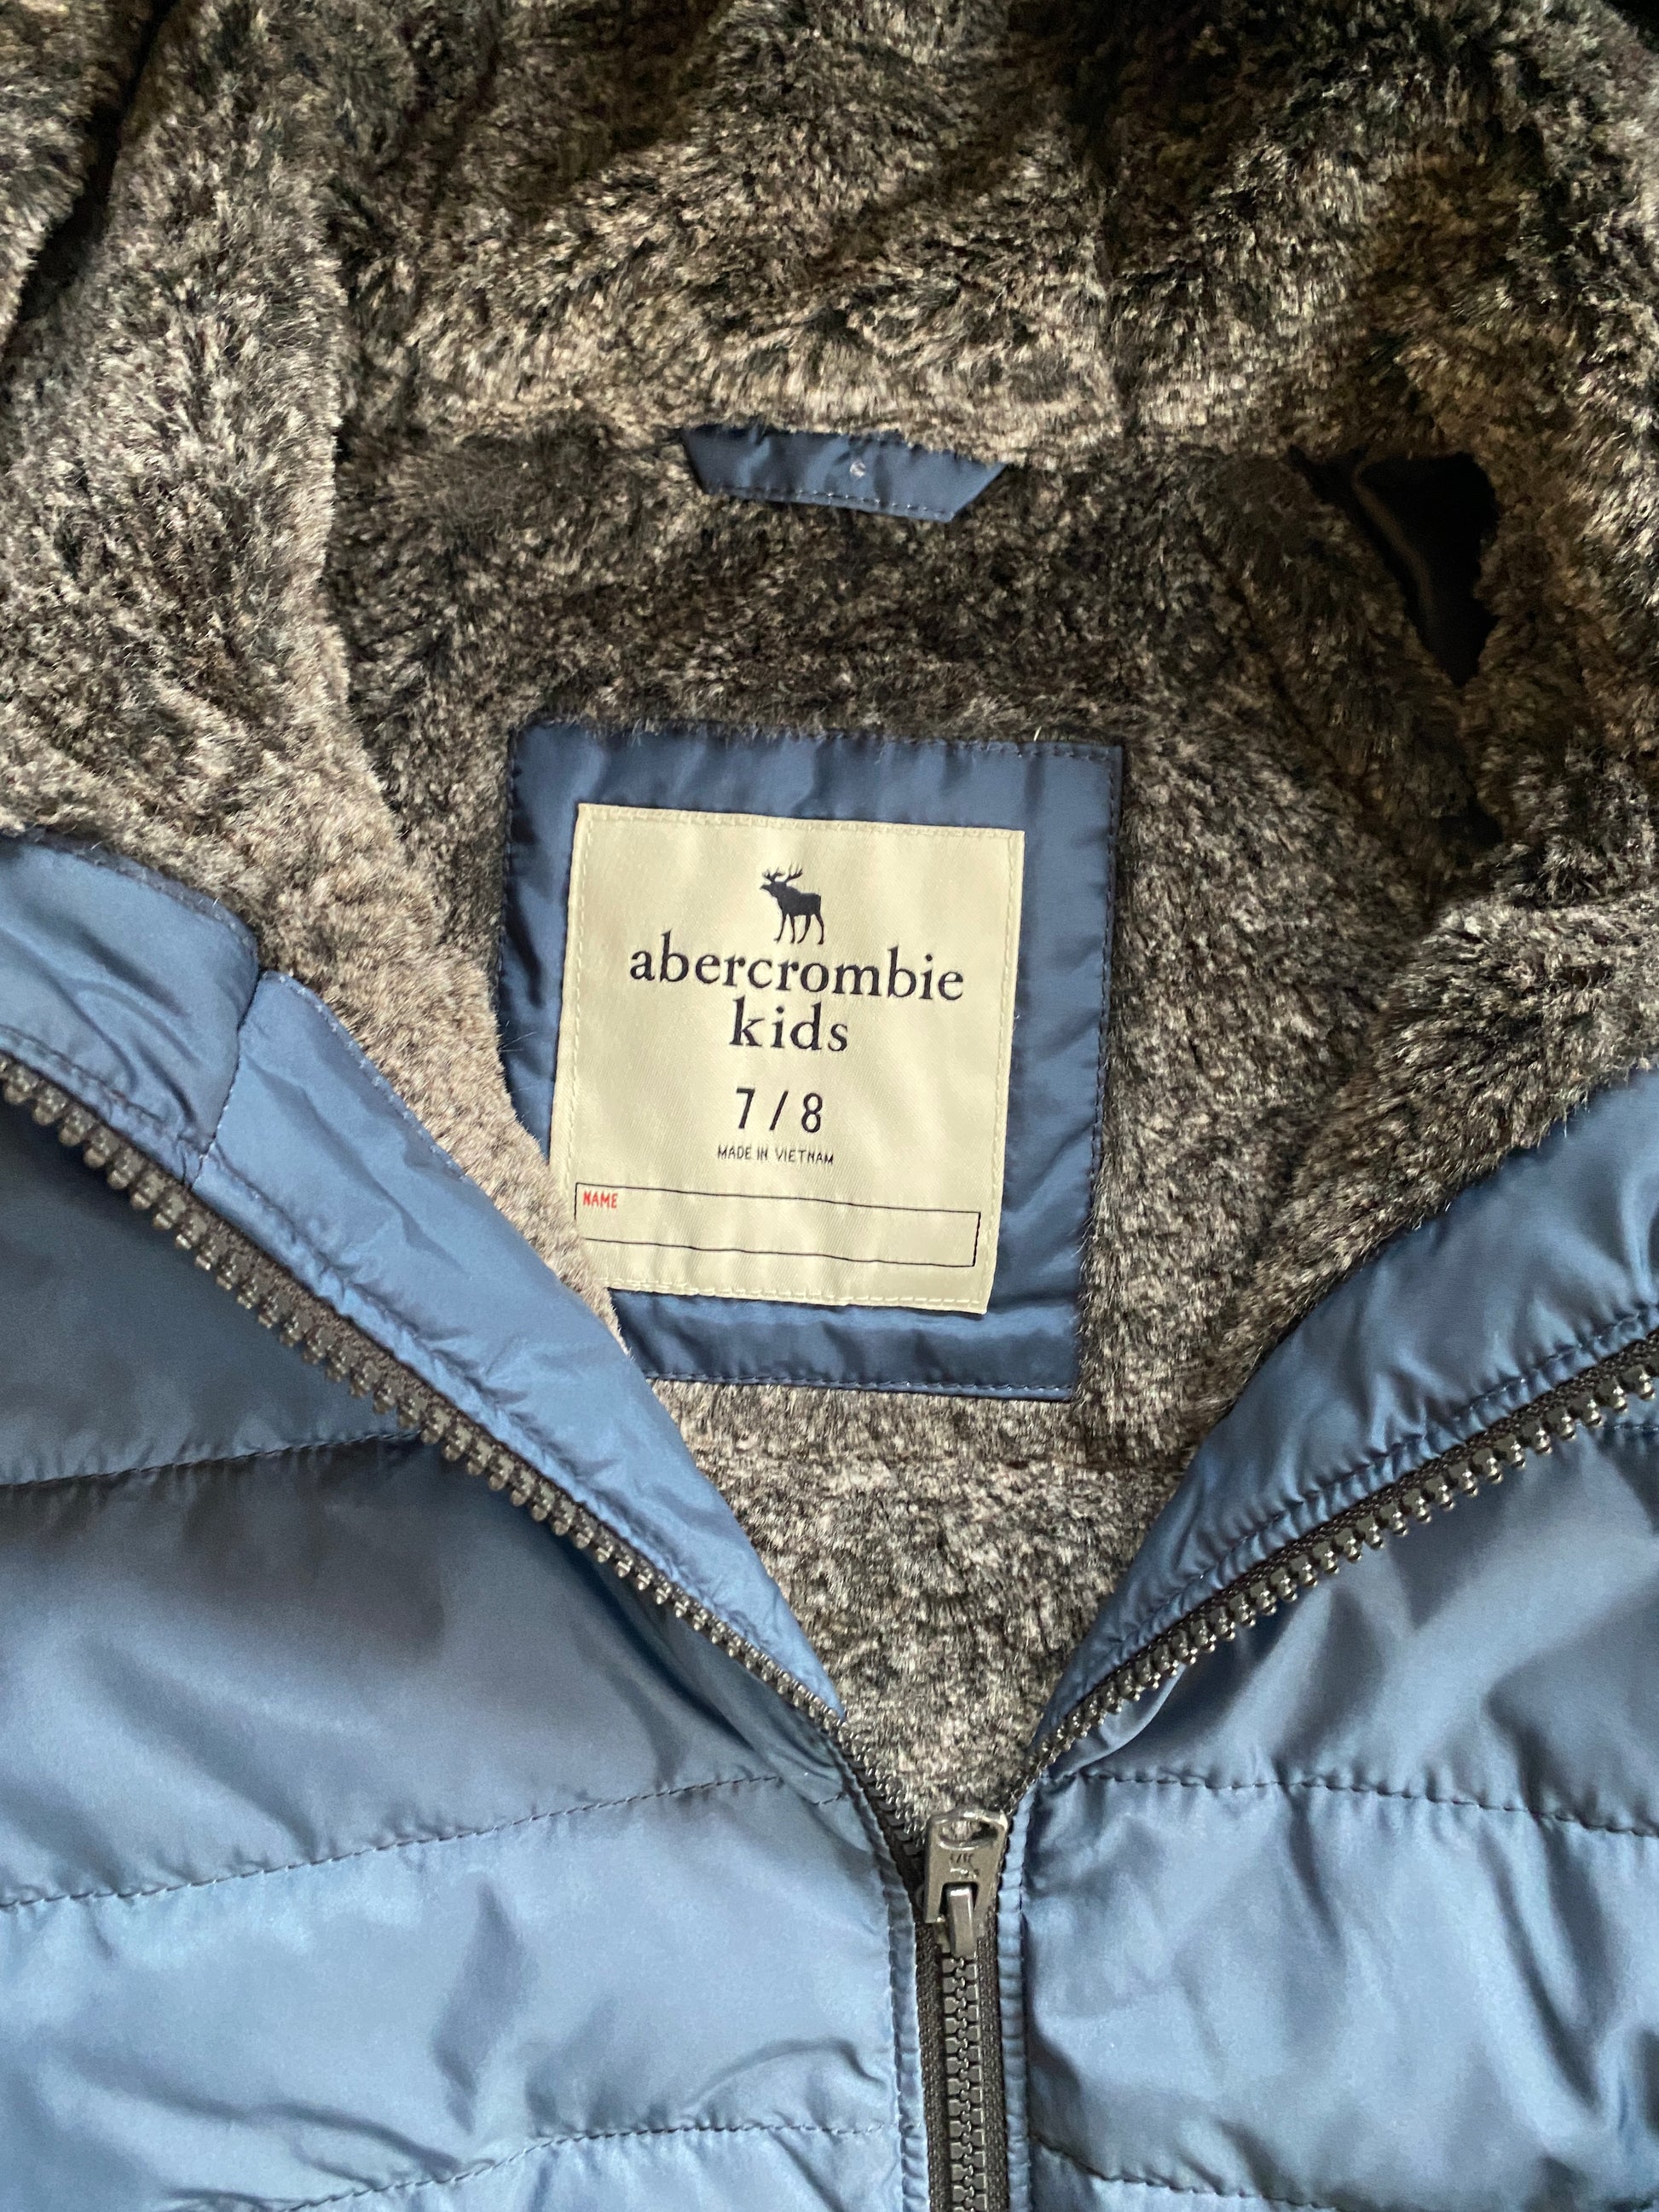 abercrombie
kids
7/8
MADE IN VIETNAM
NAME